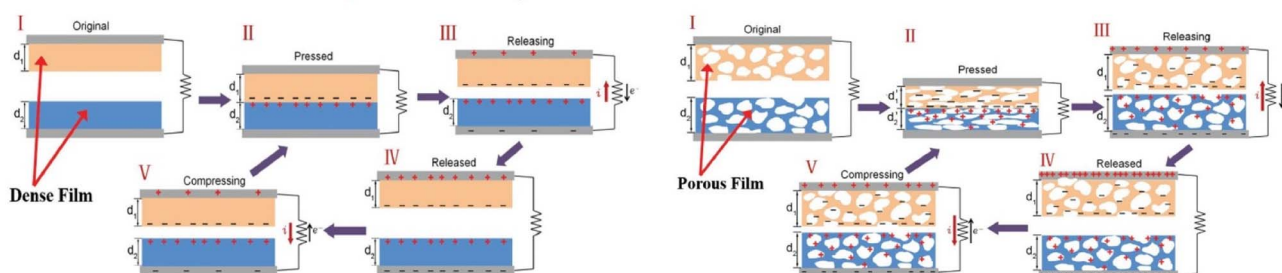 I
Original
d1
d2
Dense Film
II
Pressed
d1
d2
III
Releasing
+ + + +
d1
d2
i
e-
IV
Released
d1
d2
V
Compressing
d1
d2
i
e-
I
Original
d1
d2
Porous Film
II
Pressed
d1
d2
III
Releasing
d1
d2
i
IV
Released
d1
d2
V
Compressing
d1
d2
i
e-